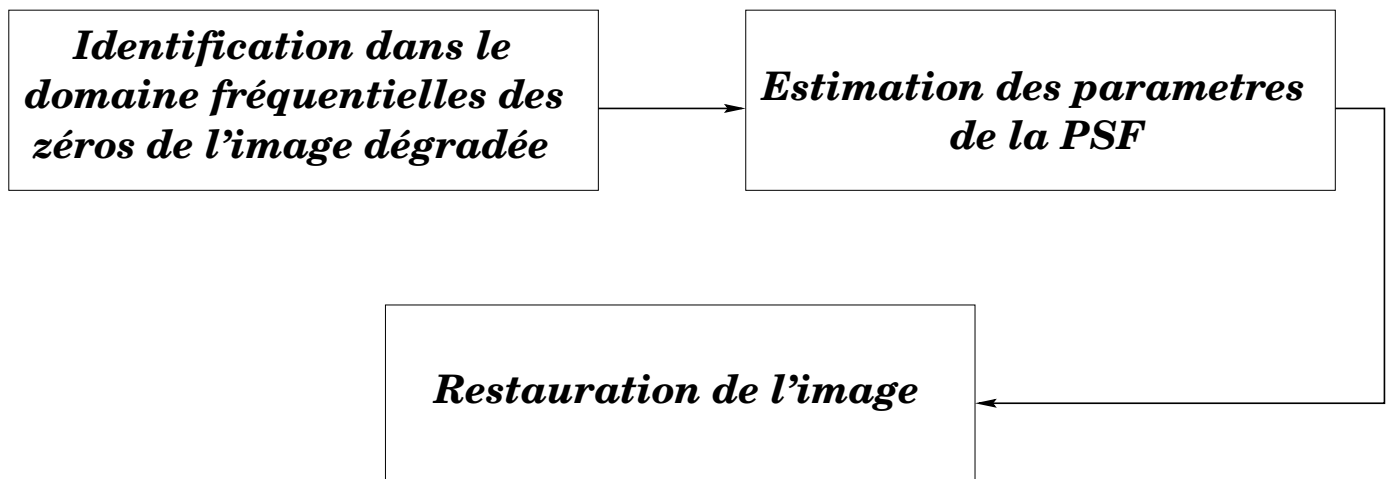 Identification dans le
domaine fréquentielles des
zéros de l'image dégradée
Estimation des parametres
de la PSF
Restauration de l'image